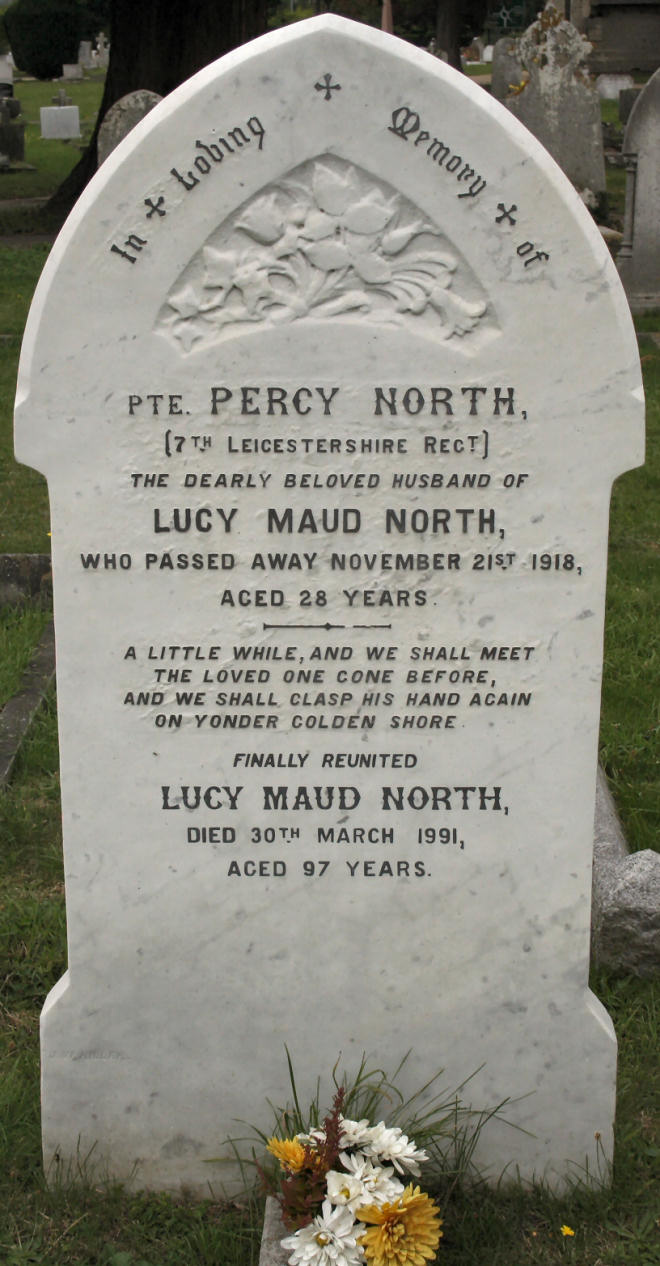 In Loving Memory of
PTE. PERCY NORTH,
(7TH LEICESTERSHIRE REGT)
THE DEARLY BELOVED HUSBAND OF
LUCY MAUD NORTH,
WHO PASSED AWAY NOVEMBER 21ST 1918,
AGED 28 YEARS.
A LITTLE WHILE, AND WE SHALL MEET
THE LOVED ONE GONE BEFORE,
AND WE SHALL CLASP HIS HAND AGAIN
ON YONDER GOLDEN SHORE.
FINALLY REUNITED
LUCY MAUD NORTH,
DIED 30TH MARCH 1991,
AGED 97 YEARS.